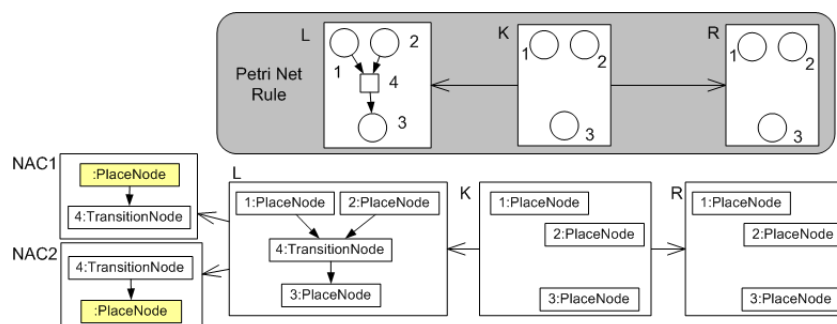 L
K
R
1
2
4
3
Petri Net
Rule
1
2
3
1
2
3
NAC1
:PlaceNode
4:TransitionNode
NAC2
4:TransitionNode
:PlaceNode
L
1:PlaceNode
2:PlaceNode
4:TransitionNode
3:PlaceNode
K
1:PlaceNode
2:PlaceNode
3:PlaceNode
R
1:PlaceNode
2:PlaceNode
3:PlaceNode